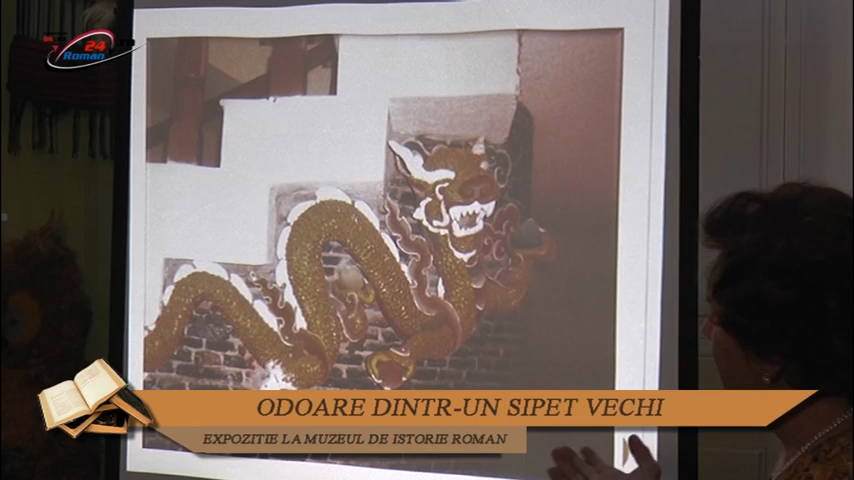 24
Roman
ODOARE DINTR-UN SIPET VECHI
EXPOZITIE LA MUZEUL DE ISTORIE ROMAN